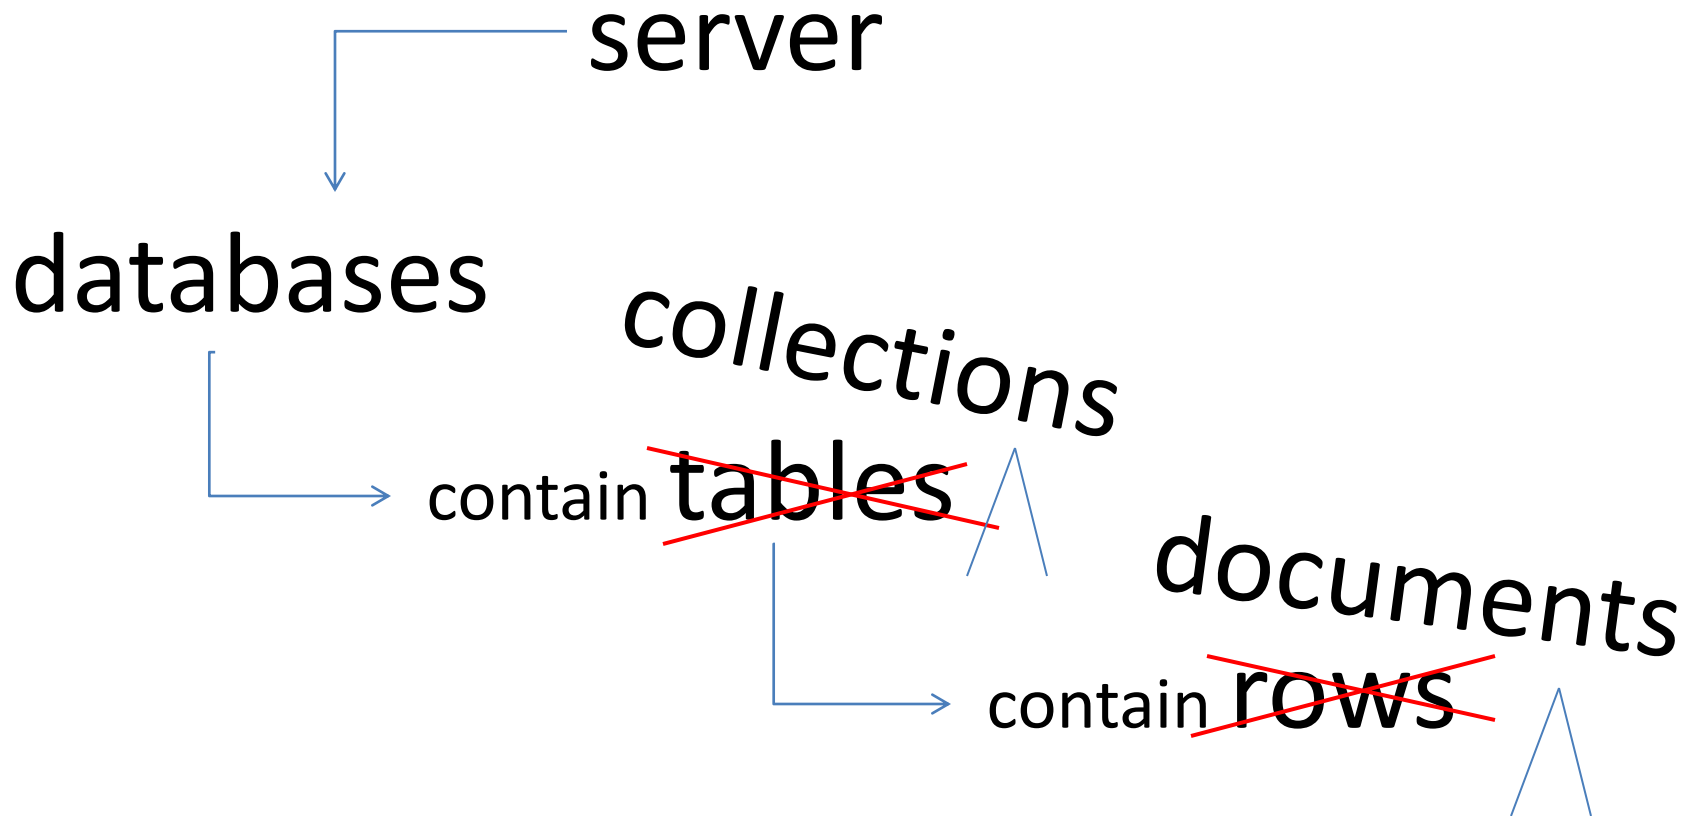 server
databases
collections
contain tables
documents
contain rows